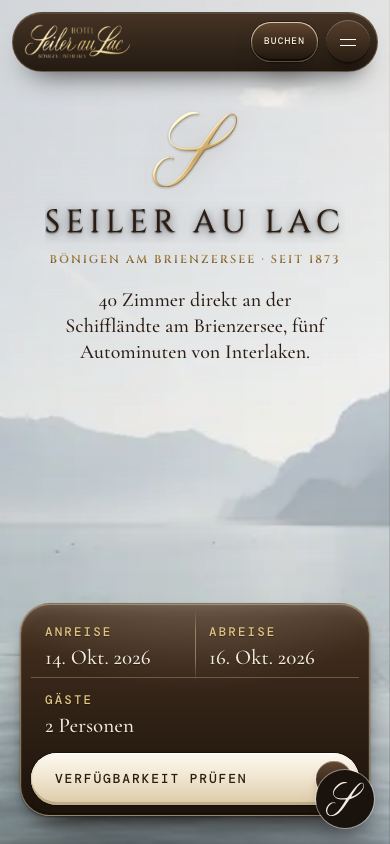 HOTEL
Seiler au Lac
BUCHEN
S
SEILER AU LAC
BÖNIGEN AM BRIENZERSEE · SEIT 1873
40 Zimmer direkt an der
Schiffländte am Brienzersee, fünf
Autominuten von Interlaken.
ANREISE
ABREISE
14. Okt. 2026
16. Okt. 2026
GÄSTE
2 Personen
VERFÜGBARKEIT PRÜFEN
S